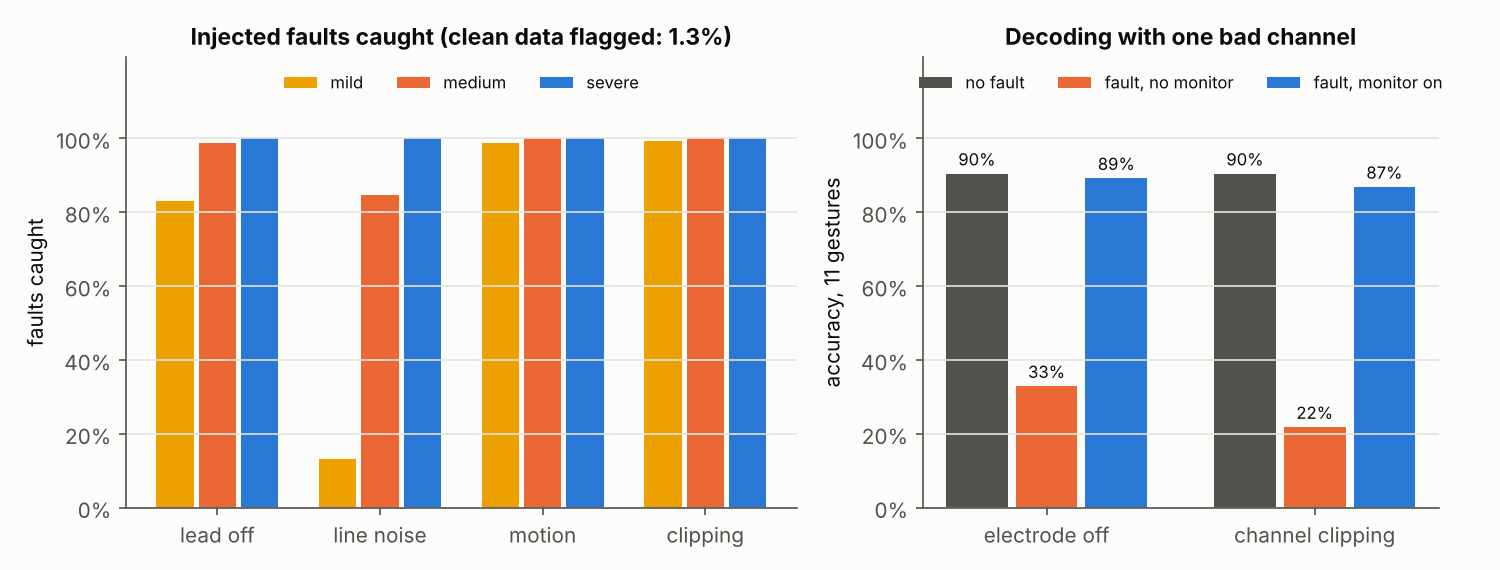 Injected faults caught (clean data flagged: 1.3%)
mild medium severe
faults caught
100%
80%
60%
40%
20%
0%
lead off line noise motion clipping
Decoding with one bad channel
no fault fault, no monitor fault, monitor on
accuracy, 11 gestures
100%
80%
60%
40%
20%
0%
90% 33% 89% 90% 22% 87%
electrode off channel clipping